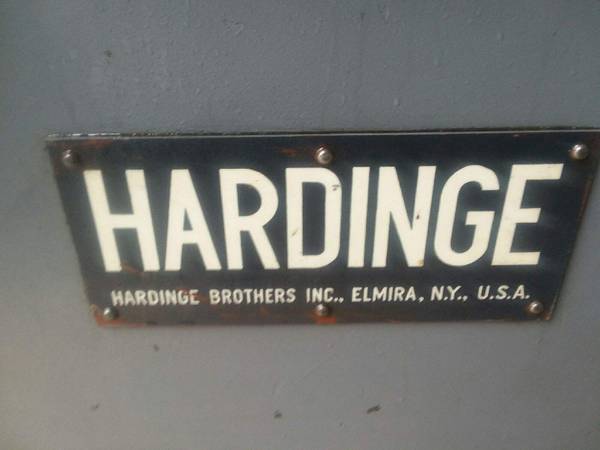 HARDINGE
HARDINGE BROTHERS INC., ELMIRA, N.Y., U.S.A.